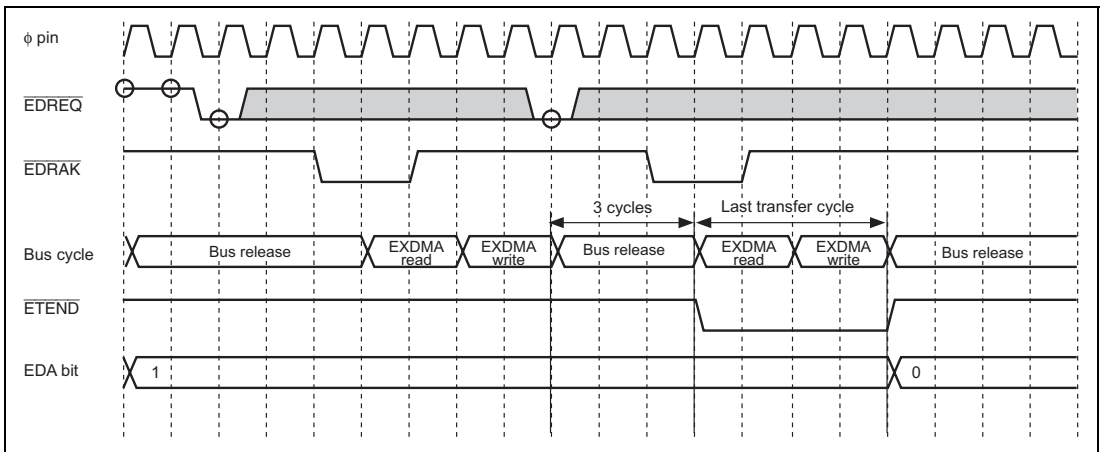 φ pin
EDREQ
EDRAK
3 cycles
Last transfer cycle
Bus cycle
Bus release
EXDMA
read
EXDMA
write
Bus release
EXDMA
read
EXDMA
write
Bus release
ETEND
EDA bit
1
0